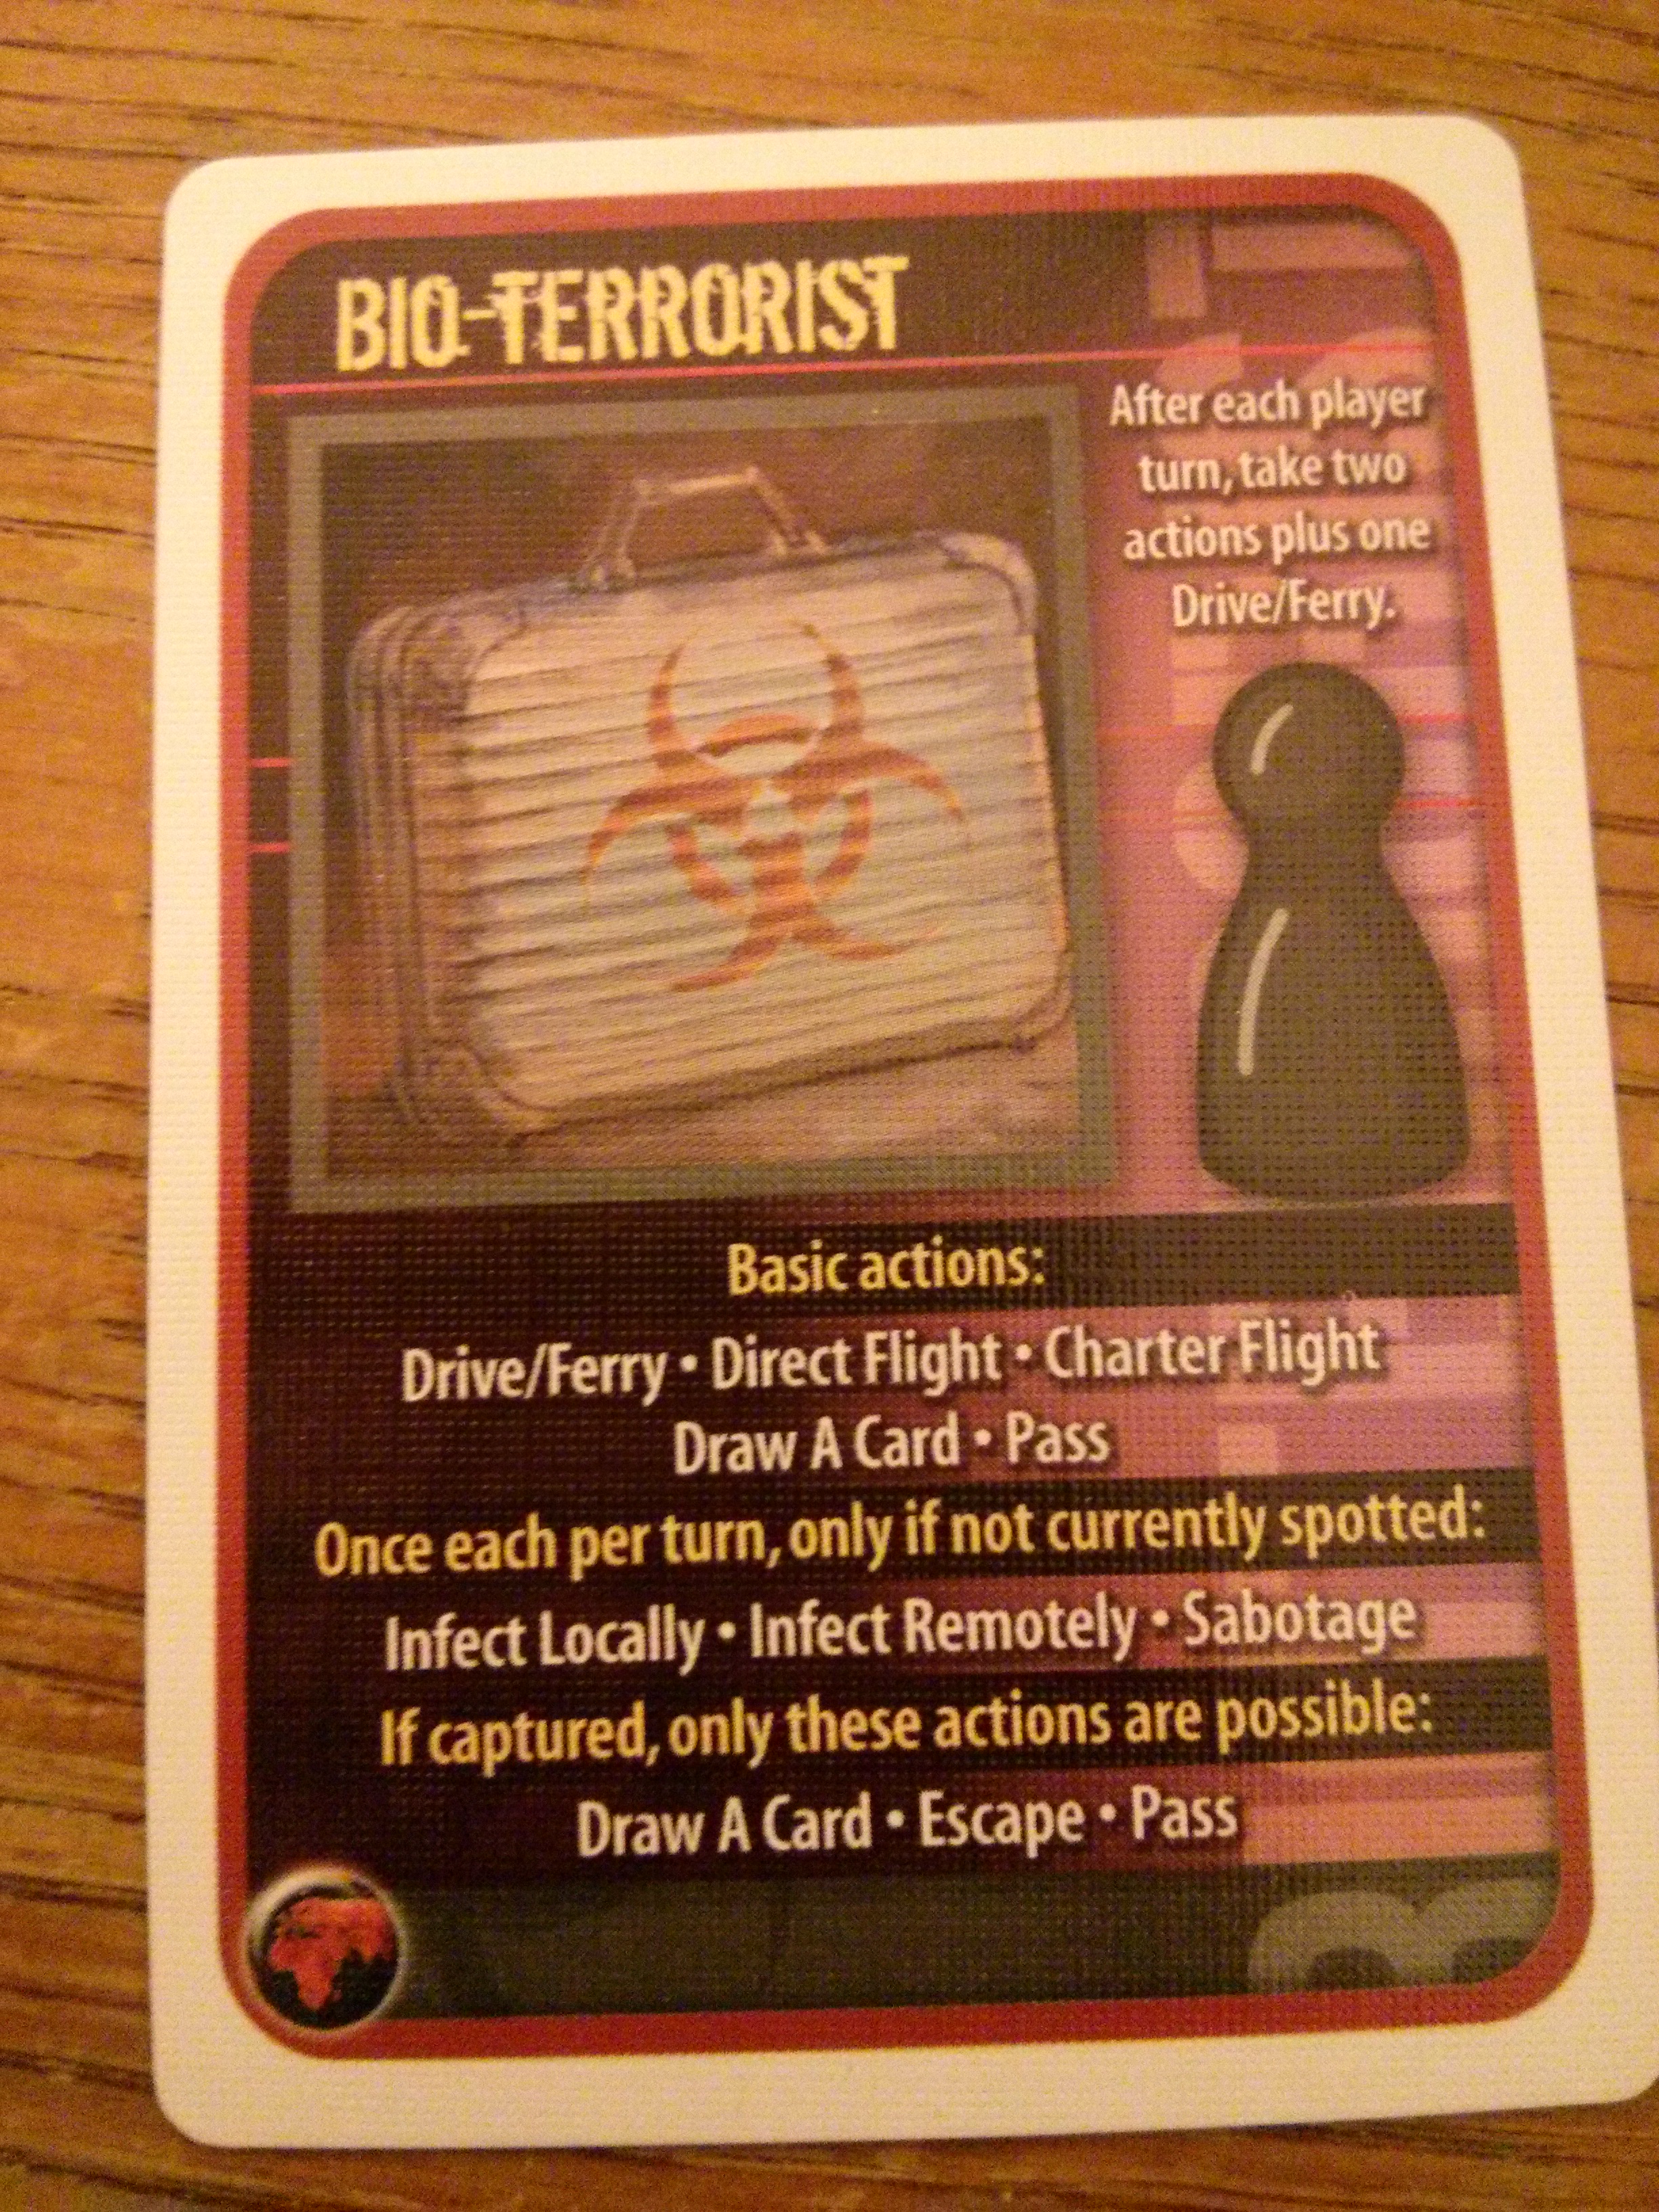 BIO-TERRORIST
After each player
turn, take two
actions plus one
Drive/Ferry.
Basic actions:
Drive/Ferry • Direct Flight • Charter Flight
Draw A Card • Pass
Once each per turn, only if not currently spotted:
Infect Locally • Infect Remotely • Sabotage
If captured, only these actions are possible:
Draw A Card • Escape • Pass